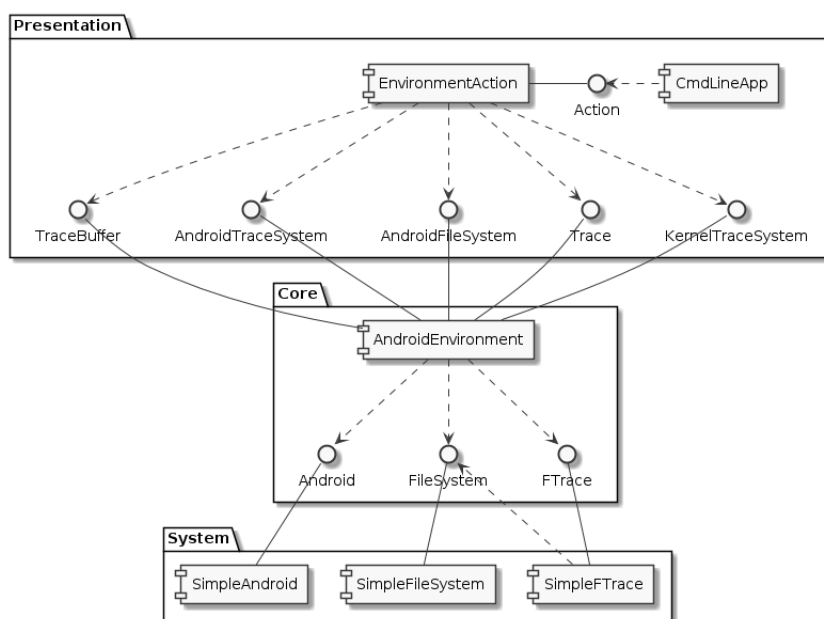 Presentation
EnvironmentAction
CmdLineApp
Action
TraceBuffer
AndroidTraceSystem
AndroidFileSystem
Trace
KernelTraceSystem
Core
AndroidEnvironment
Android
FileSystem
FTrace
System
SimpleAndroid
SimpleFileSystem
SimpleFTrace